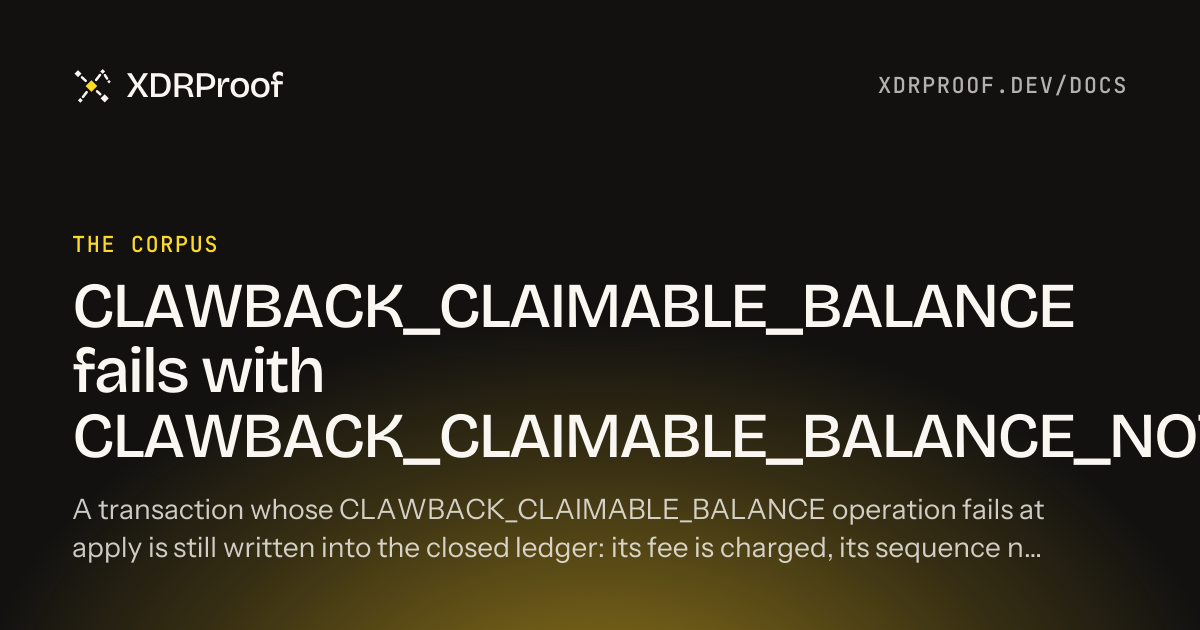 XDRProof
XDRPROOF.DEV/DOCS
THE CORPUS
CLAWBACK_CLAIMABLE_BALANCE
fails with
CLAWBACK_CLAIMABLE_BALANCE_NO
A transaction whose CLAWBACK_CLAIMABLE_BALANCE operation fails at
apply is still written into the closed ledger: its fee is charged, its sequence n...